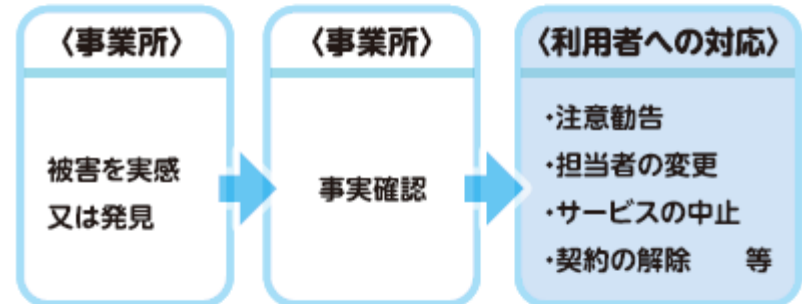 〈事業所〉
被害を実感
又は発見
〈事業所〉
事実確認
〈利用者への対応〉
・注意勧告
・担当者の変更
・サービスの中止
・契約の解除　等